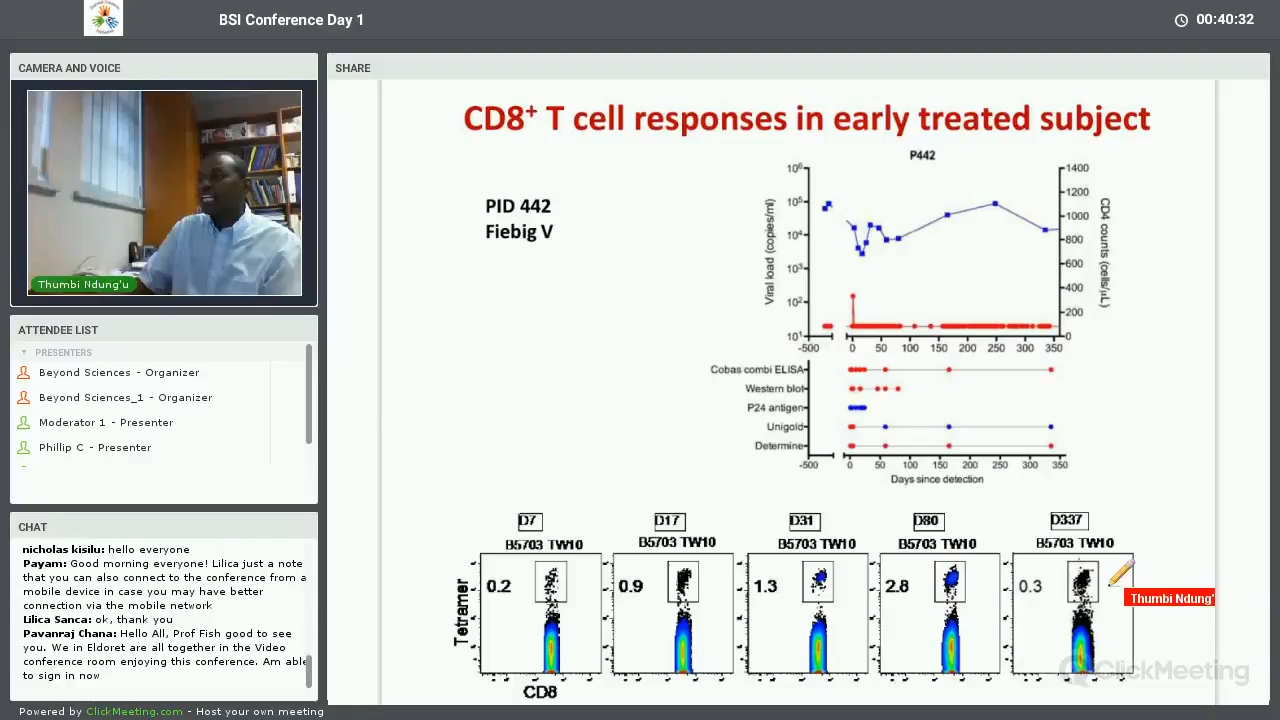 BSI Conference Day 1
00:40:32
CAMERA AND VOICE
Thumbi Ndung'u
ATTENDEE LIST
PRESENTERS
Beyond Sciences - Organizer
Beyond Sciences_1 - Organizer
Moderator 1 - Presenter
Phillip C - Presenter
CHAT
nicholas kisilu: hello everyone
Payam: Good morning everyone! Lilica just a note
that you can also connect to the conference from a
mobile device in case you may have better
connection via the mobile network
Lilica Sanca: ok, thank you
Pavanraj Chana: Hello All, Prof Fish good to see
you. We in Eldoret are all together in the Video
conference room enjoying this conference. Am able
to sign in now
SHARE
CD8+ T cell responses in early treated subject
PID 442
Fiebig V
P442
Viral load (copies/ml)
10⁶
10⁵
10⁴
10³
10²
10¹
1400
1200
1000
800
600
400
200
0
CD4 counts (cells/µL)
-500 0 50 100 150 200 250 300 350
Cobas combi ELISA
Western blot
P24 antigen
Unigold
Determine
-500 0 50 100 150 200 250 300 350
Days since detection
D7 D17 D31 D80 D337
B5703 TW10 B5703 TW10 B5703 TW10 B5703 TW10 B5703 TW10
0.2 0.9 1.3 2.8 0.3
Tetramer
CD8
Thumbi Ndung'
ClickMeeting
Powered by ClickMeeting.com - Host your own meeting